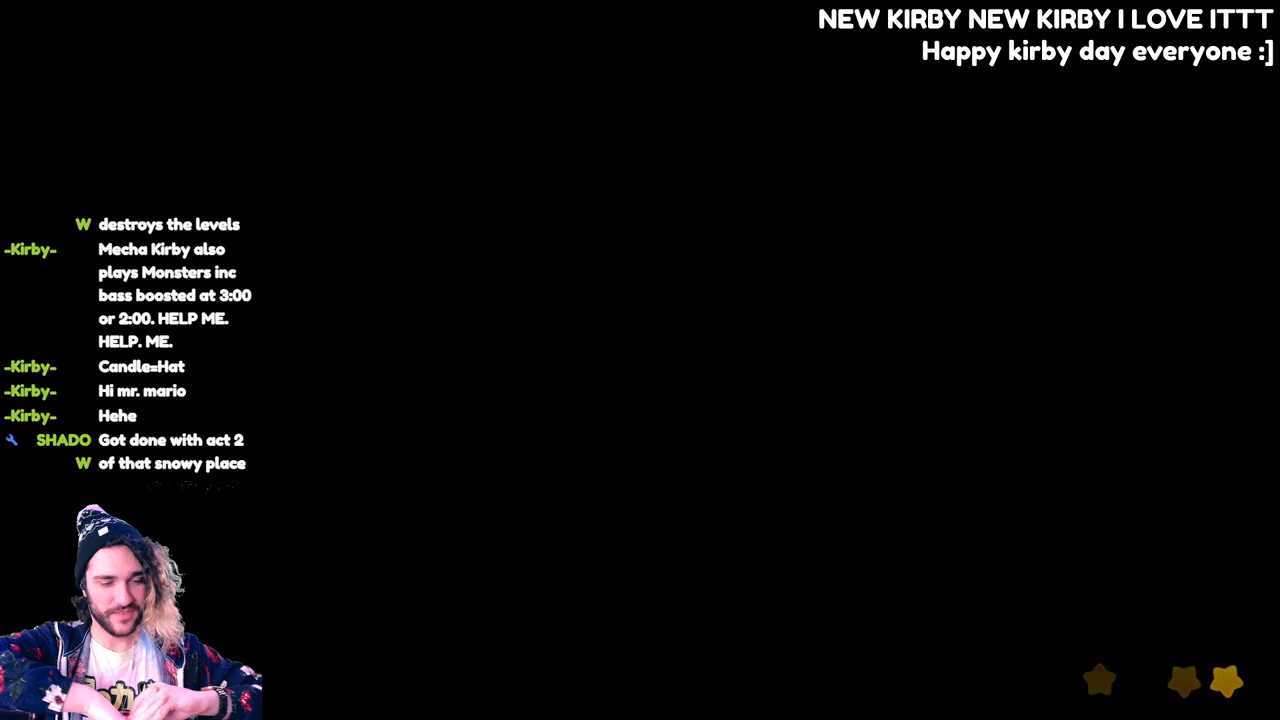 NEW KIRBY NEW KIRBY I LOVE ITTT
Happy kirby day everyone :]
W destroys the levels
-Kirby- Mecha Kirby also
plays Monsters inc
bass boosted at 3:00
or 2:00. HELP ME.
HELP. ME.
-Kirby- Candle=Hat
-Kirby- Hi mr. mario
-Kirby- Hehe
SHADO Got done with act 2
W of that snowy place